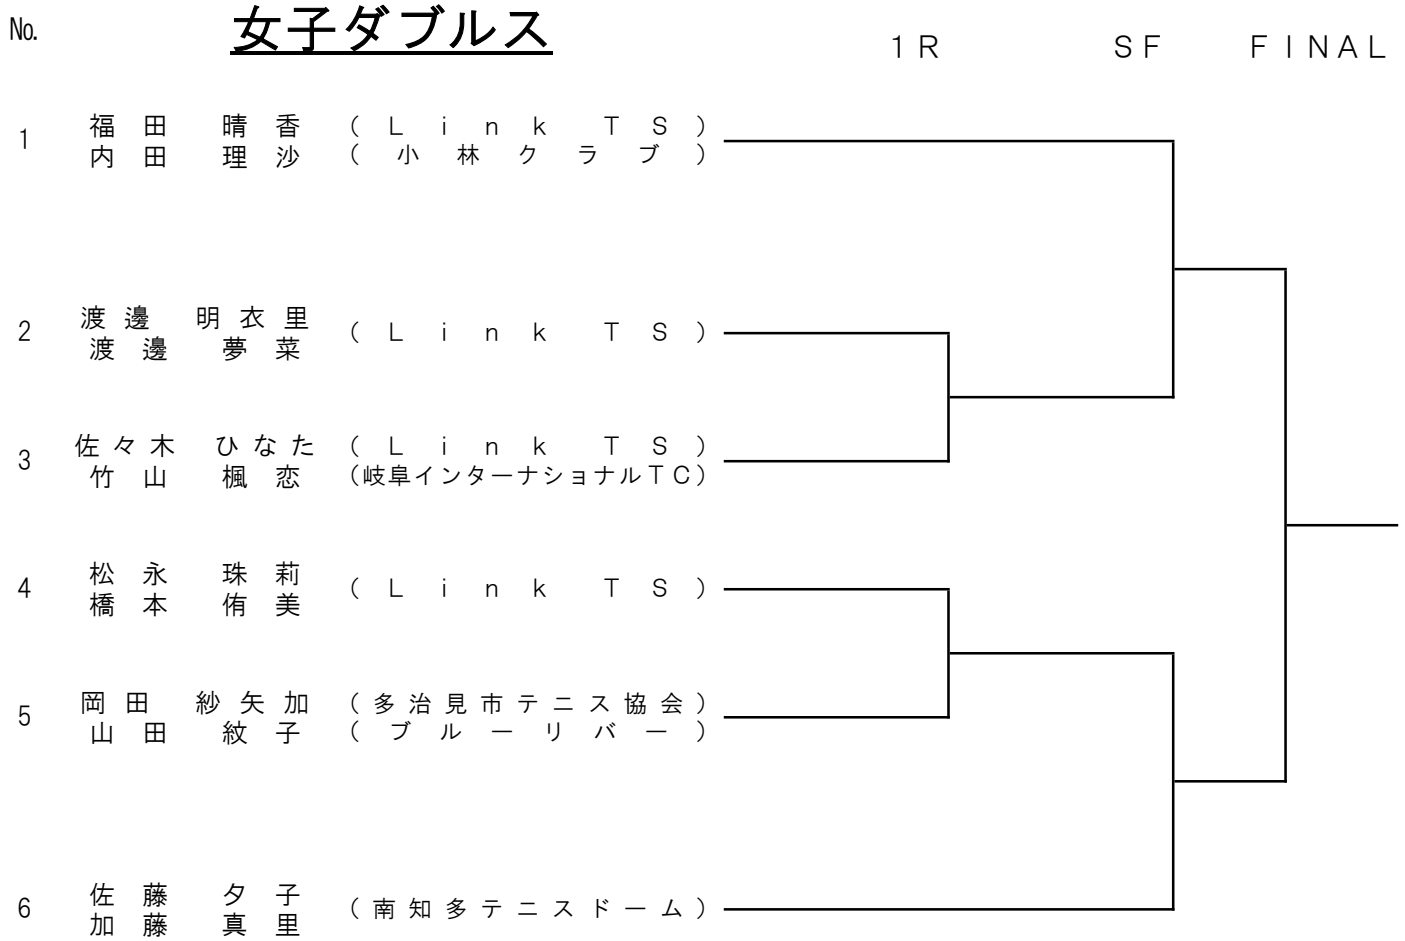 No. 女子ダブルス 1R SF FINAL
1 福田 晴香 (Link TS)
内田 理沙 (小林クラブ)
2 渡邊 明衣里 (Link TS)
渡邊 夢菜
3 佐々木 ひなた (Link TS)
竹山 楓恋 (岐阜インターナショナルTC)
4 松永 珠莉 (Link TS)
橋本 侑美
5 岡田 紗矢加 (多治見市テニス協会)
山田 紋子 (ブルーリバー)
6 佐藤 夕子 (南知多テニスドーム)
加藤 真里